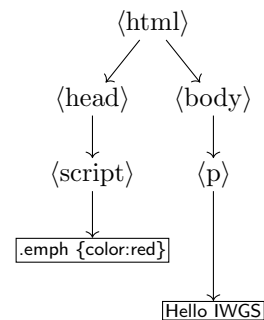 ⟨html⟩
⟨head⟩ ⟨body⟩
⟨script⟩ ⟨p⟩
.emph {color:red}
Hello IWGS